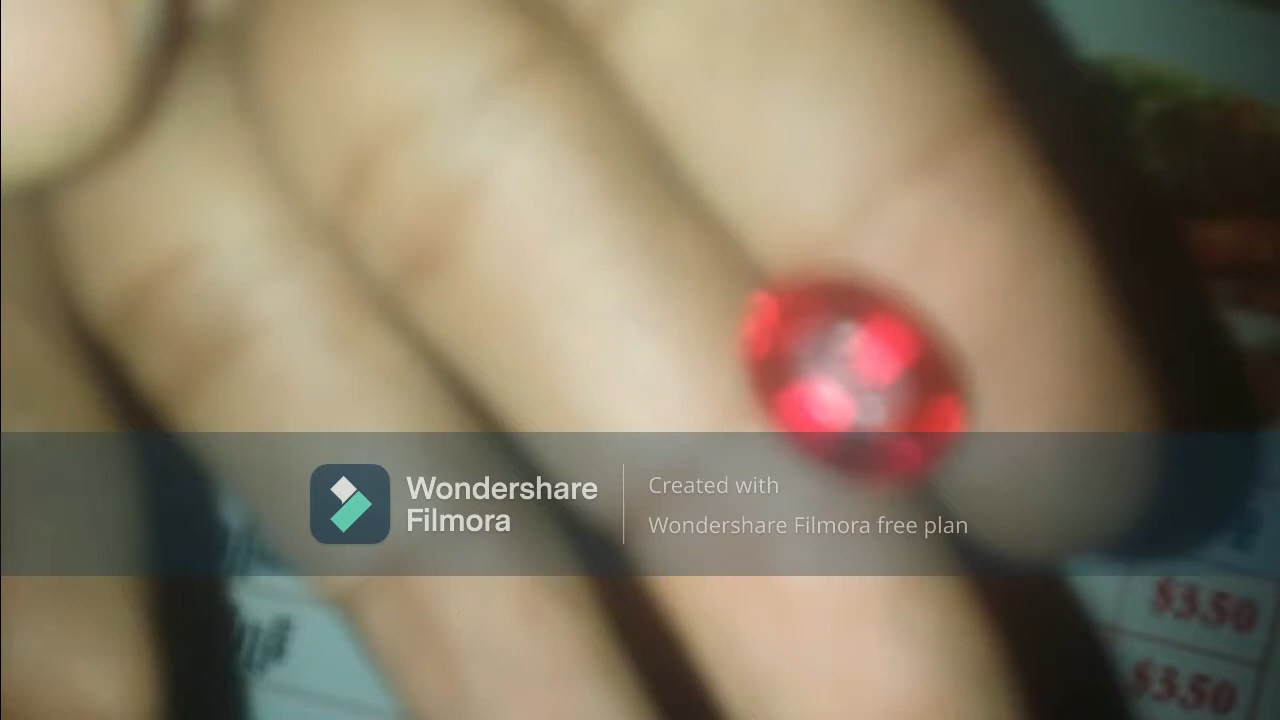 Wondershare
Filmora
Created with
Wondershare Filmora free plan
$3.50
$3.50